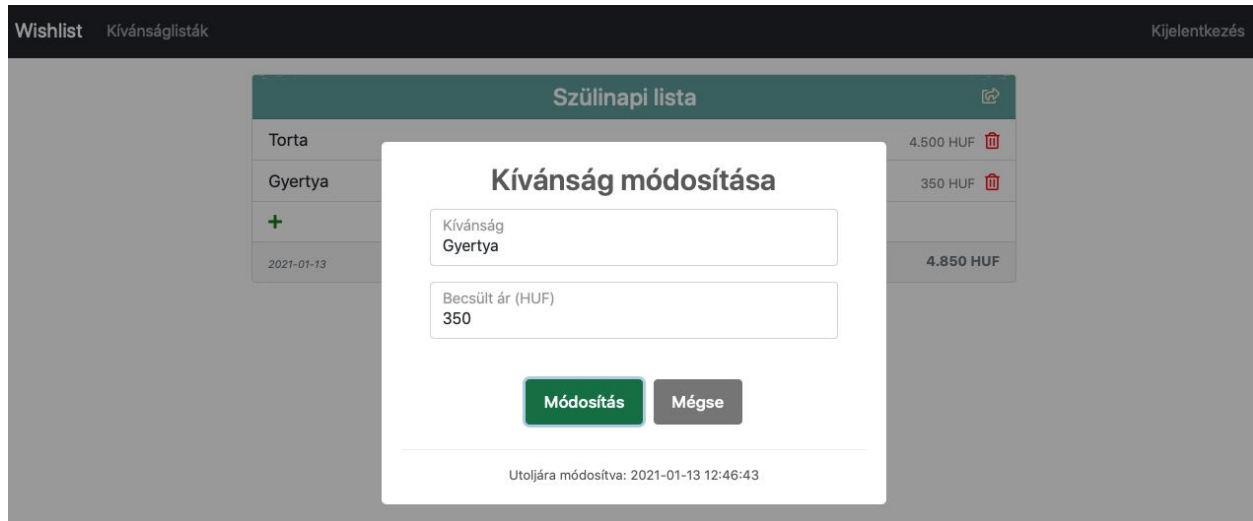 Wishlist Kívánságlisták Kijelentkezés
Szülinapi lista
Torta 4.500 HUF
Gyertya 350 HUF
+
2021-01-13 4.850 HUF
Kívánság módosítása
Kívánság
Gyertya
Becsült ár (HUF)
350
Módosítás Mégse
Utoljára módosítva: 2021-01-13 12:46:43